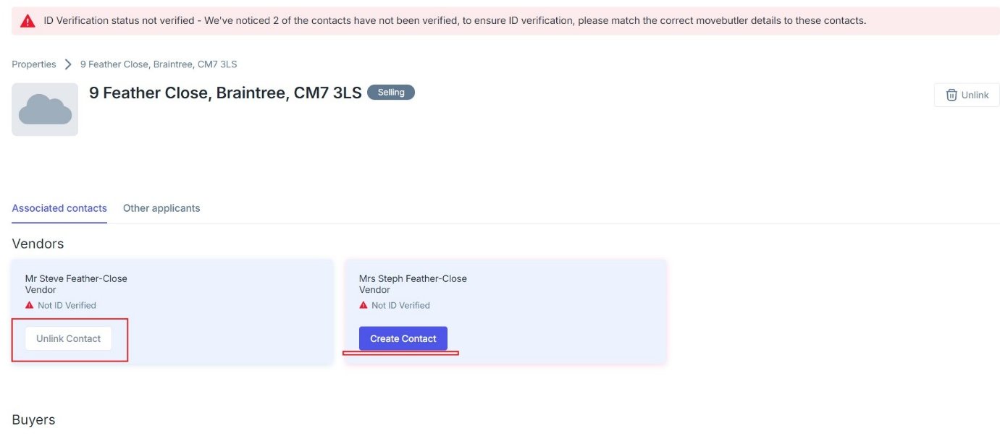 ID Verification status not verified - We've noticed 2 of the contacts have not been verified, to ensure ID verification, please match the correct movebutler details to these contacts.
Properties 9 Feather Close, Braintree, CM7 3LS
9 Feather Close, Braintree, CM7 3LS Selling
Unlink
Associated contacts Other applicants
Vendors
Mr Steve Feather-Close
Vendor
Not ID Verified
Unlink Contact
Mrs Steph Feather-Close
Vendor
Not ID Verified
Create Contact
Buyers